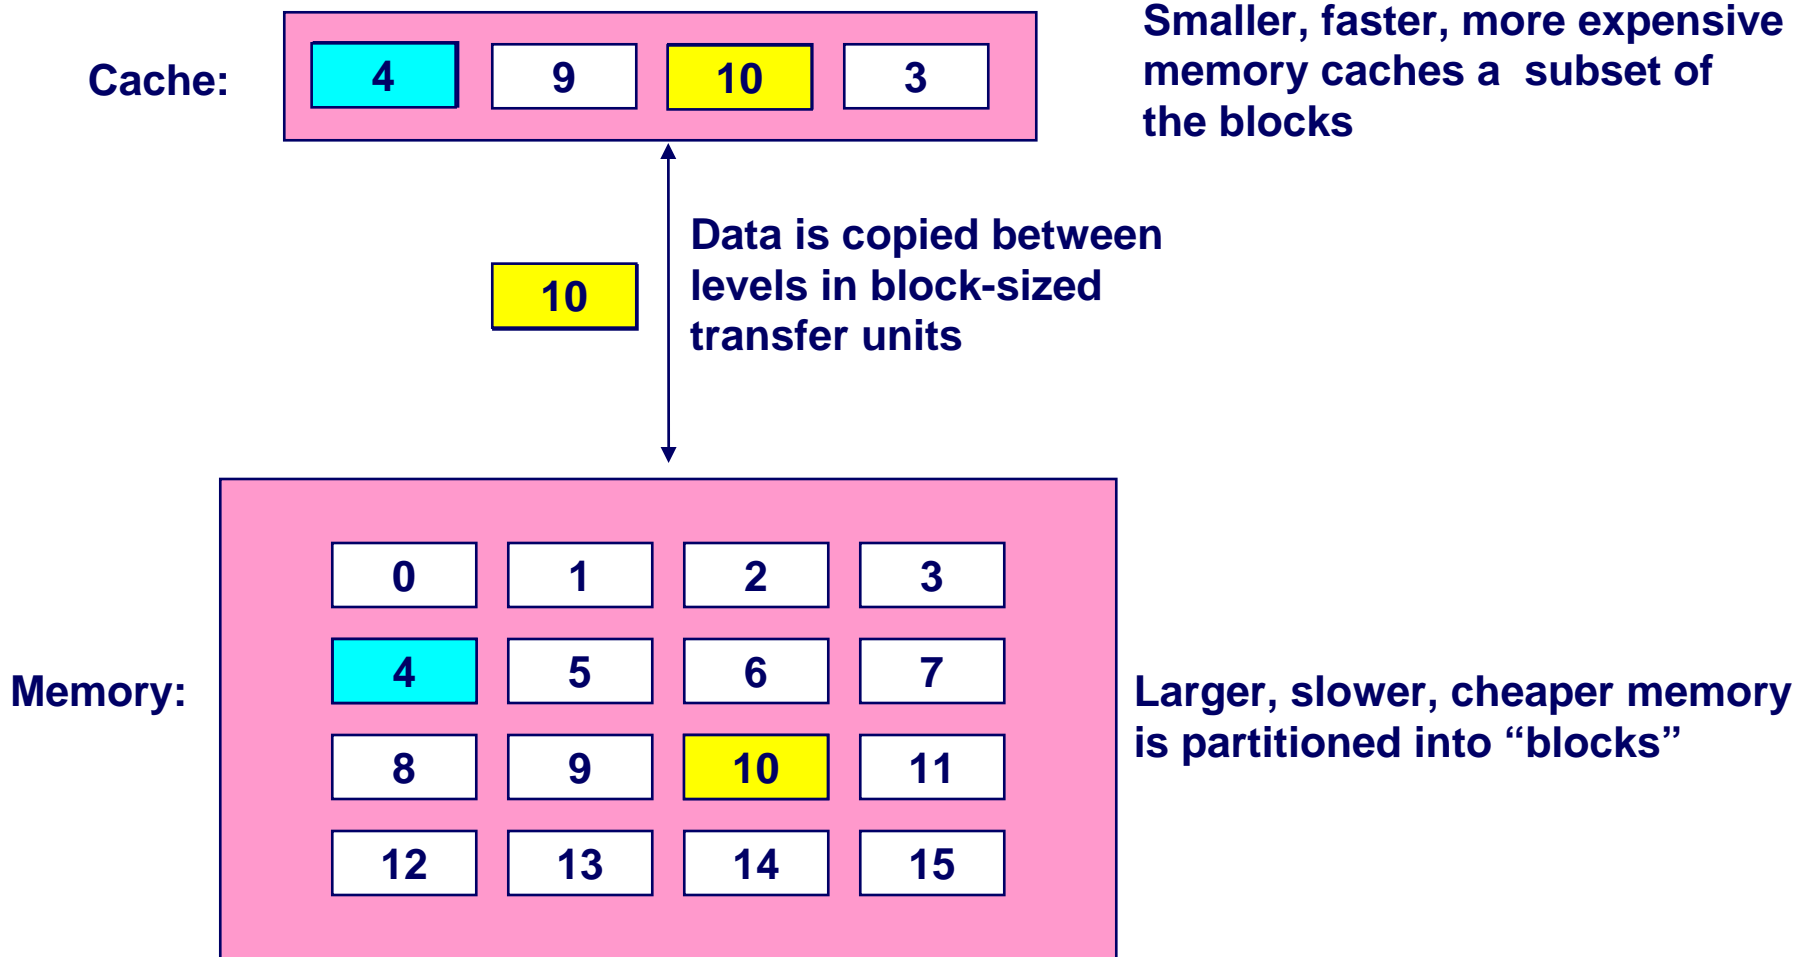 Smaller, faster, more expensive
memory caches a subset of
the blocks
Cache:
4 9 10 3
Data is copied between
levels in block-sized
transfer units
10
0 1 2 3
4 5 6 7
Memory:
8 9 10 11
12 13 14 15
Larger, slower, cheaper memory
is partitioned into “blocks”